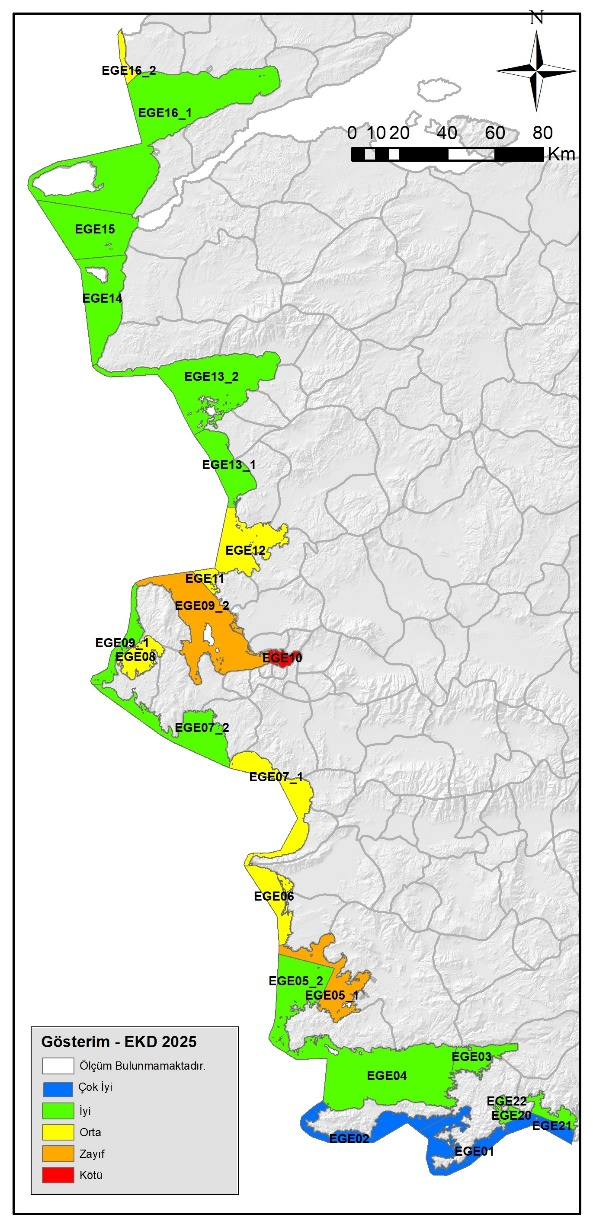 N
EGE16_2
EGE16_1
0 10 20 40 60 80
Km
EGE15
EGE14
EGE13_2
EGE13_1
EGE12
EGE11
EGE09_2
EGE09_1
EGE08
EGE10
EGE07_2
EGE07_1
EGE06
EGE05_2
EGE05_1
EGE03
EGE04
EGE22
EGE20
EGE21
EGE02
EGE01
Gösterim - EKD 2025
Ölçüm Bulunmamaktadır.
Çok İyi
İyi
Orta
Zayıf
Kötü